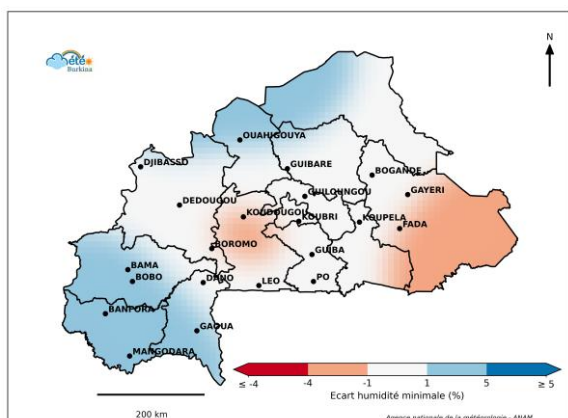 N
Météo
Burkina
OUAHIGOUYA
DJIBASSO
GUIBARE
BOGANDE
GAYERI
GUILOUNGOU
DEDOUGOU
KOUDOUGOU
KOUBRI
KOUPELA
FADA
BOROMO
GUIBA
BAMA
BOBO
DANO
LEO
PO
BANFORA
GAOUA
MANGODARA
≤ -4 -4 -1 1 5 ≥ 5
Ecart humidité minimale (%)
200 km
Agence nationale de la météorologie - ANAM